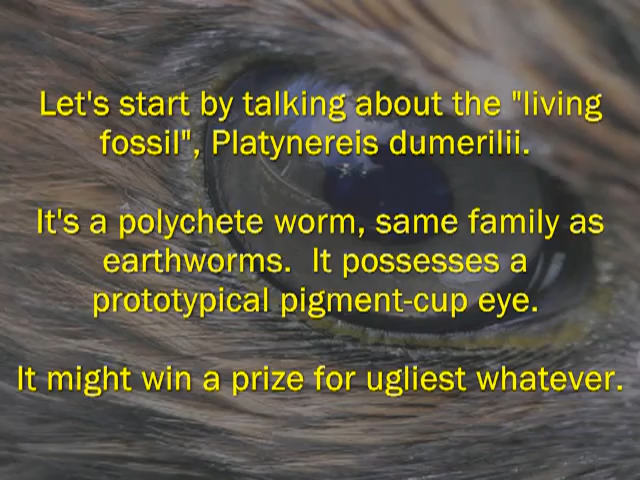 Let's start by talking about the "living
fossil", Platynereis dumerilii.
It's a polychete worm, same family as
earthworms. It possesses a
prototypical pigment-cup eye.
It might win a prize for ugliest whatever.